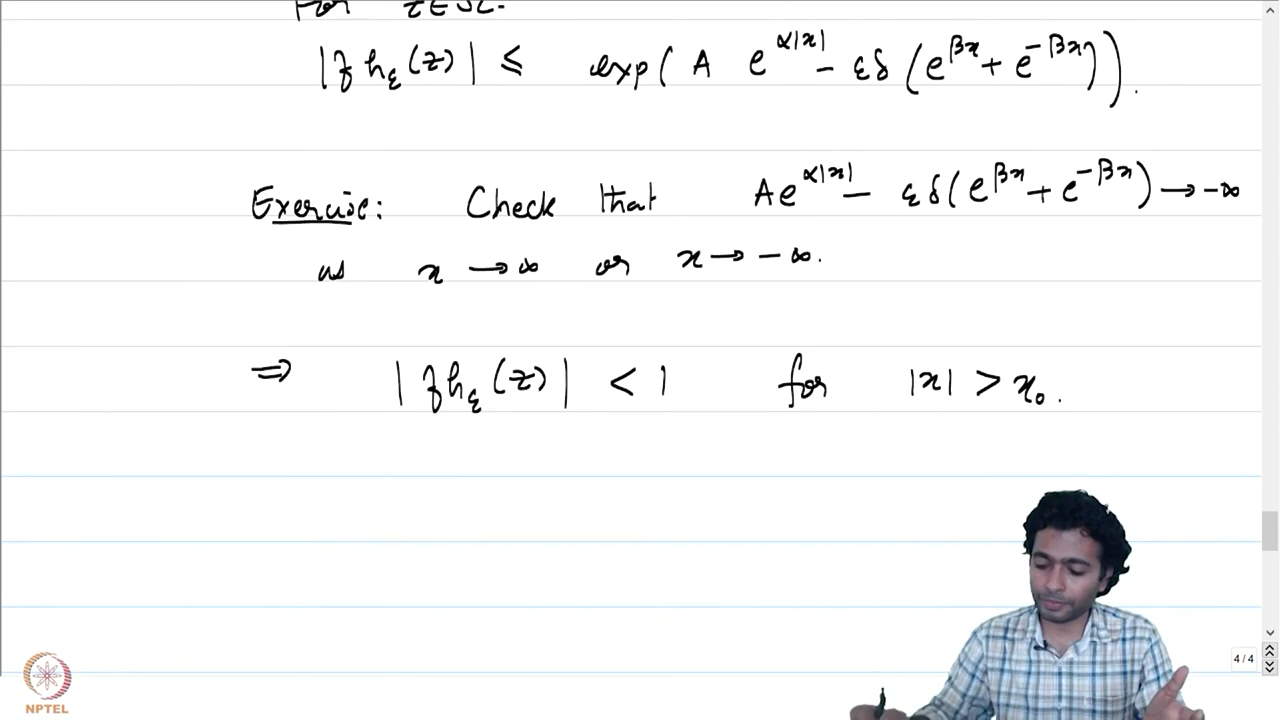 For z∈Ω.
|f h_ε(z)| ≤ exp( A e^{α|x|} − εδ (e^{βx} + e^{−βx}) ).
Exercise: Check that A e^{α|x|} − εδ(e^{βx} + e^{−βx}) → −∞
as x → ∞ or x → −∞.
⇒ |f h_ε(z)| < 1 for |x| > x₀.
4 / 4
NPTEL